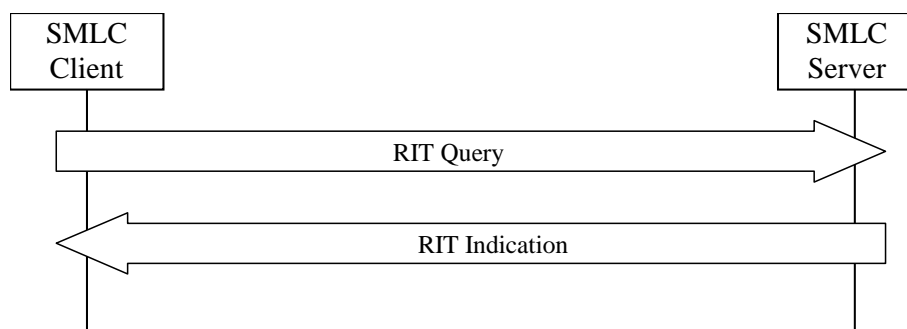 SMLC
Client
SMLC
Server
RIT Query
RIT Indication